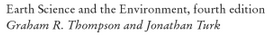 Earth Science and the Environment, fourth edition
Graham R. Thompson and Jonathan Turk